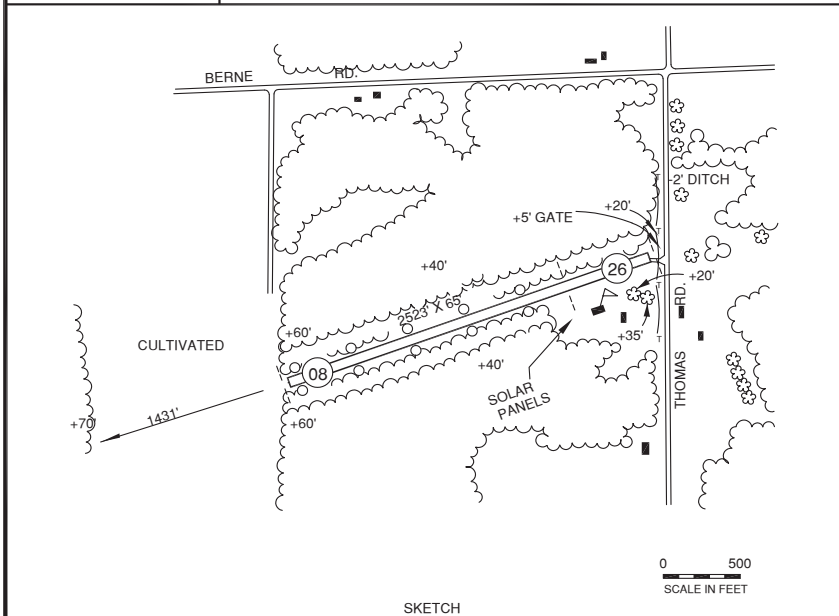 BERNE RD.
-2' DITCH
+20'
+5' GATE
+40'
26
+20'
2523' X 65'
+60'
RD.
CULTIVATED
+35'
+40'
08
SOLAR
PANELS
THOMAS
1431'
+70'
+60'
0 500
SCALE IN FEET
SKETCH